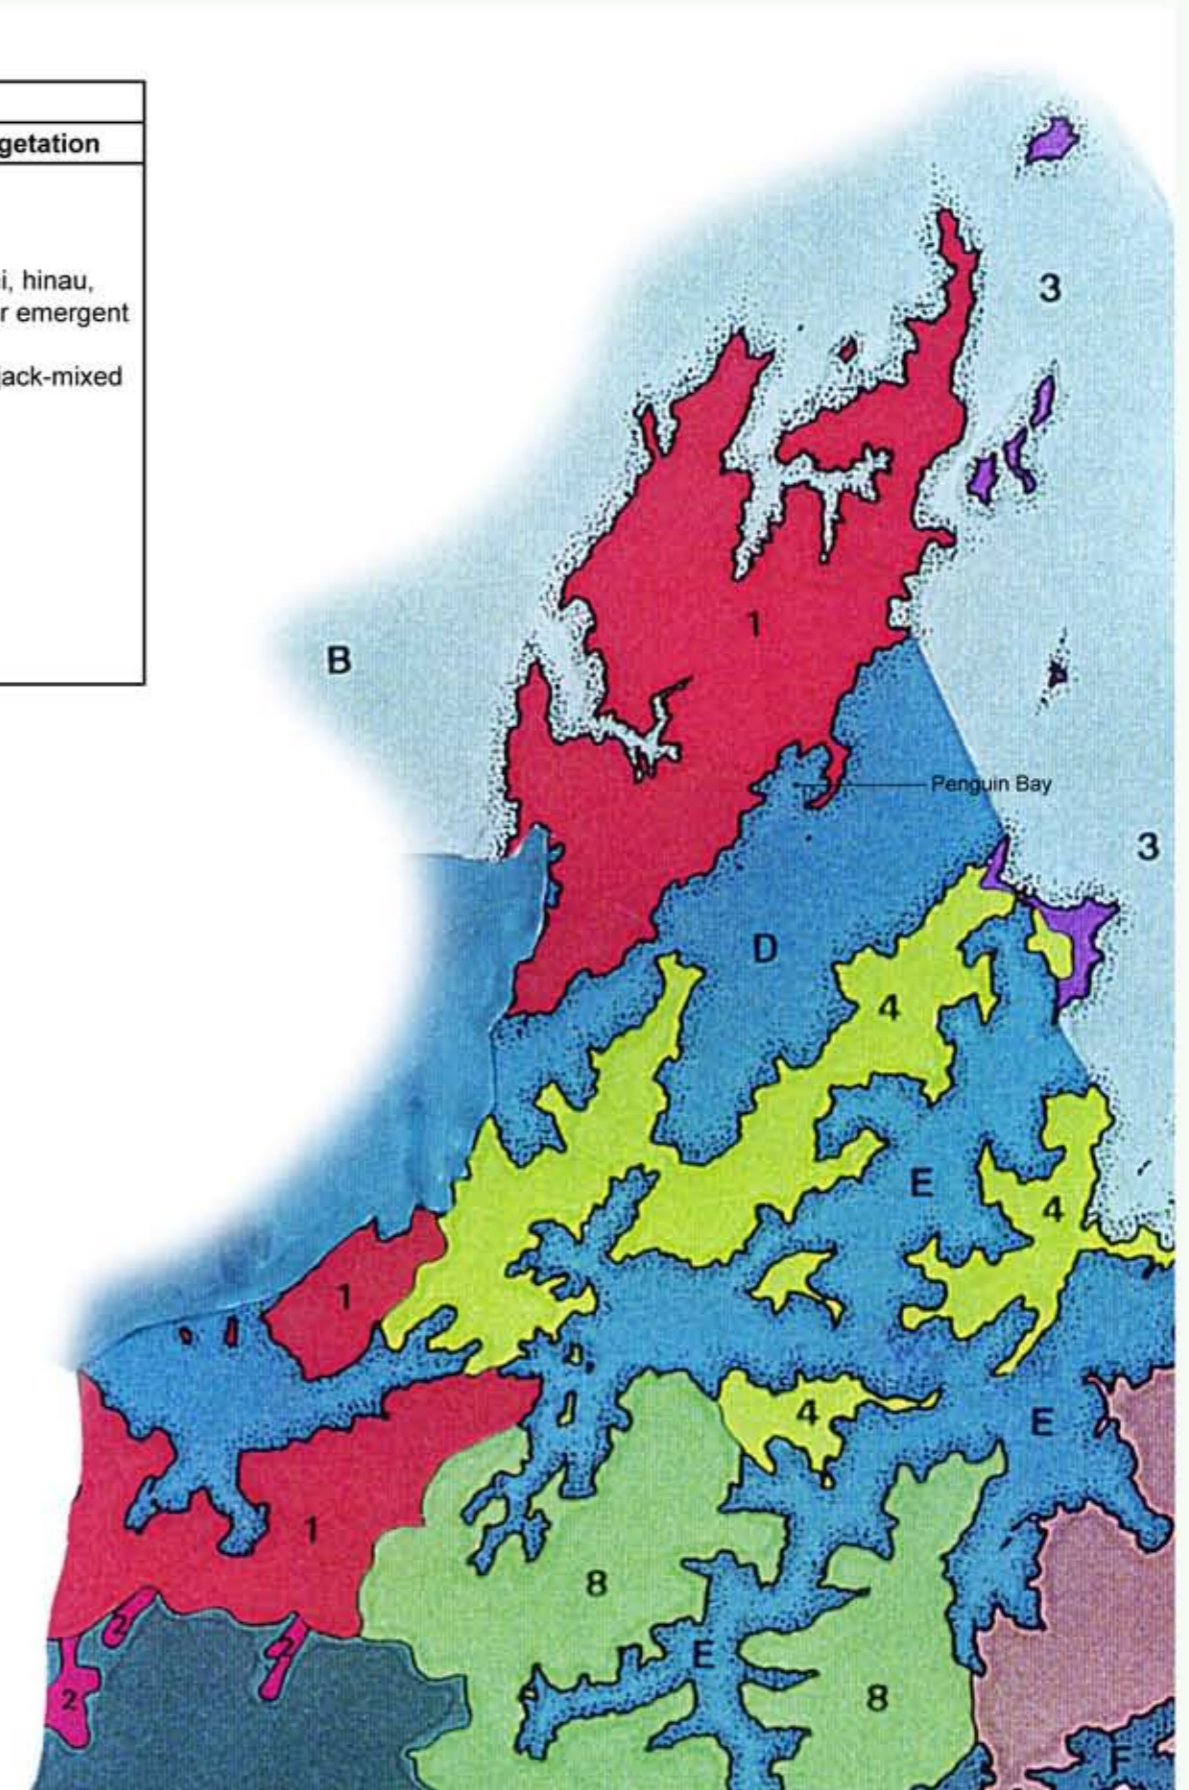 getation
i, hinau,
r emergent
jack-mixed
3
B
1
Penguin Bay
3
D
4
E
4
1
4
E
1
8
2
2
E
2
8
F